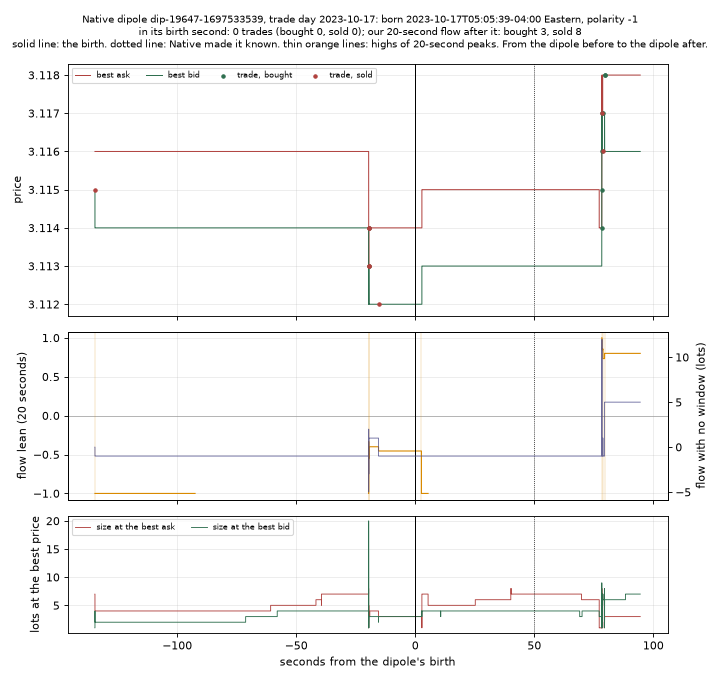 Native dipole dip-19647-1697533539, trade day 2023-10-17: born 2023-10-17T05:05:39-04:00 Eastern, polarity -1
in its birth second: 0 trades (bought 0, sold 0); our 20-second flow after it: bought 3, sold 8
solid line: the birth. dotted line: Native made it known. thin orange lines: highs of 20-second peaks. From the dipole before to the dipole after.
best ask
best bid
trade, bought
trade, sold
3.118
3.117
3.116
3.115
3.114
3.113
3.112
price
1.0
0.5
0.0
−0.5
−1.0
flow lean (20 seconds)
10
5
0
−5
flow with no window (lots)
size at the best ask
size at the best bid
20
15
10
5
lots at the best price
−100
−50
0
50
100
seconds from the dipole's birth